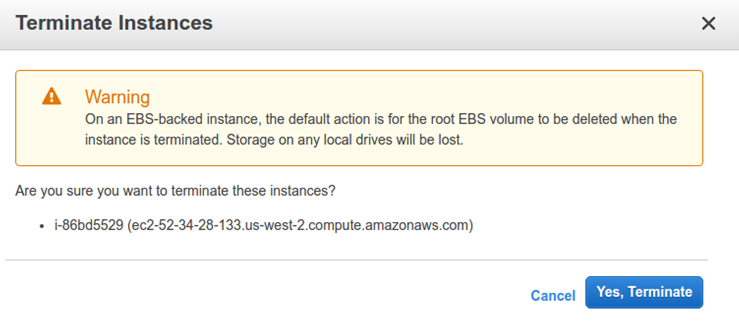 Terminate Instances
Warning
On an EBS-backed instance, the default action is for the root EBS volume to be deleted when the
instance is terminated. Storage on any local drives will be lost.
Are you sure you want to terminate these instances?
• i-86bd5529 (ec2-52-34-28-133.us-west-2.compute.amazonaws.com)
Cancel Yes, Terminate